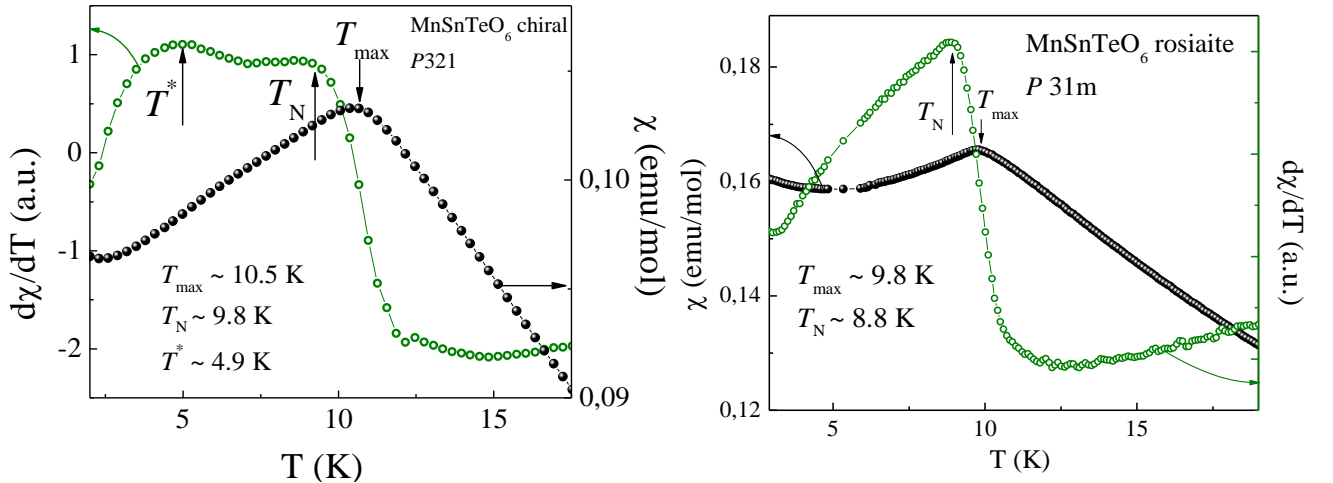 MnSnTeO6 chiral
P321
Tmax
T*
TN
1
0
-1
-2
dχ/dT (a.u.)
Tmax ~ 10.5 K
TN ~ 9.8 K
T* ~ 4.9 K
5
10
15
T (K)
0,10
0,09
χ (emu/mol)
MnSnTeO6 rosiaite
P 31m
TN
Tmax
0,18
0,16
0,14
0,12
χ (emu/mol)
Tmax ~ 9.8 K
TN ~ 8.8 K
5
10
15
T (K)
dχ/dT (a.u.)